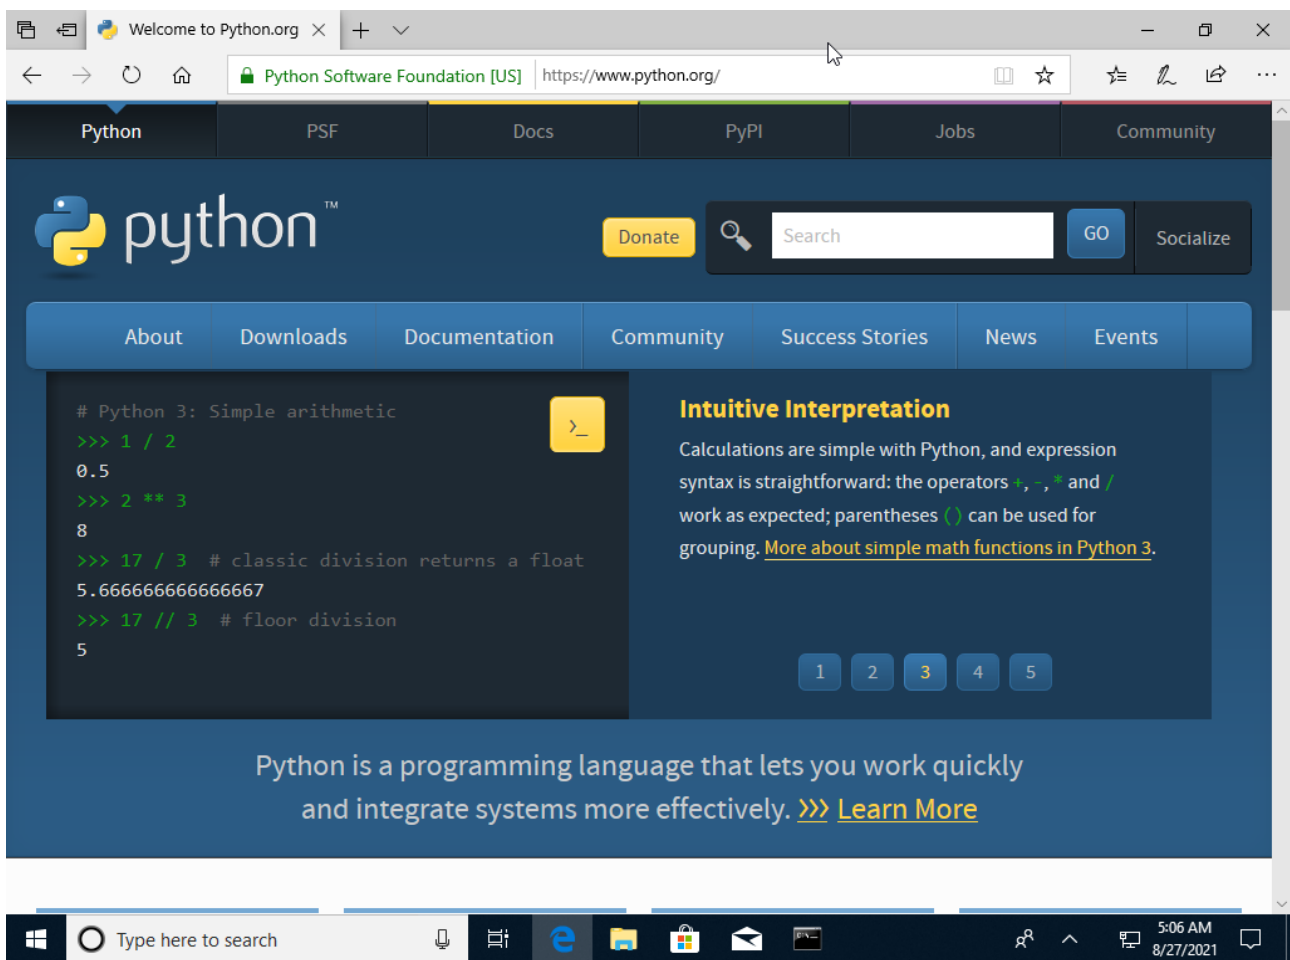 Welcome to Python.org
Python Software Foundation [US] https://www.python.org/
Python PSF Docs PyPI Jobs Community
python™
Donate Search GO Socialize
About Downloads Documentation Community Success Stories News Events
# Python 3: Simple arithmetic
>>> 1 / 2
0.5
>>> 2 ** 3
8
>>> 17 / 3  # classic division returns a float
5.666666666666667
>>> 17 // 3  # floor division
5
>_
Intuitive Interpretation
Calculations are simple with Python, and expression
syntax is straightforward: the operators +, -, * and /
work as expected; parentheses () can be used for
grouping. More about simple math functions in Python 3.
1 2 3 4 5
Python is a programming language that lets you work quickly
and integrate systems more effectively. >>> Learn More
Type here to search
5:06 AM
8/27/2021